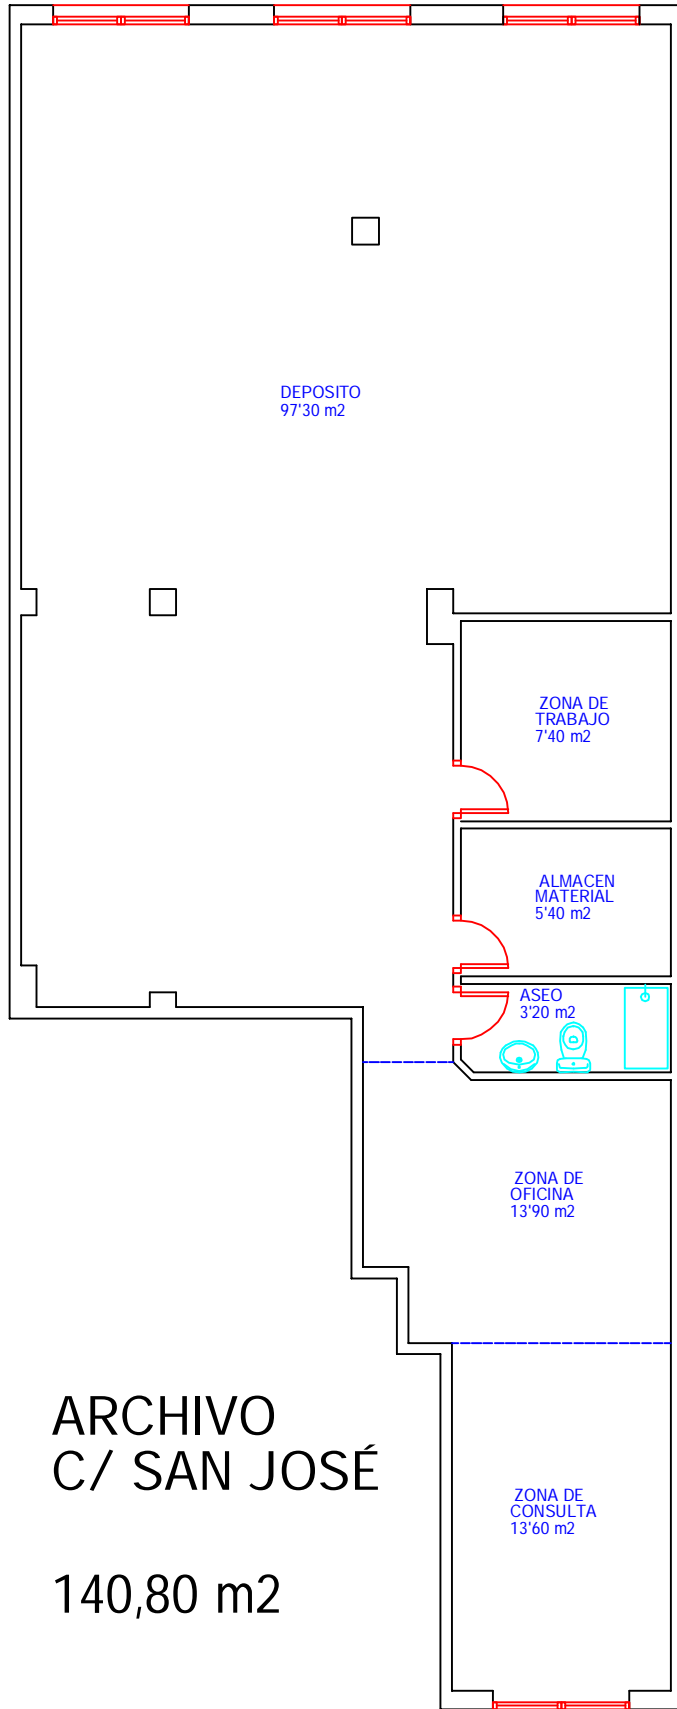 DEPOSITO
97'30 m2
ZONA DE
TRABAJO
7'40 m2
ALMACEN
MATERIAL
5'40 m2
ASEO
3'20 m2
ZONA DE
OFICINA
13'90 m2
ARCHIVO
C/ SAN JOSÉ
140,80 m2
ZONA DE
CONSULTA
13'60 m2